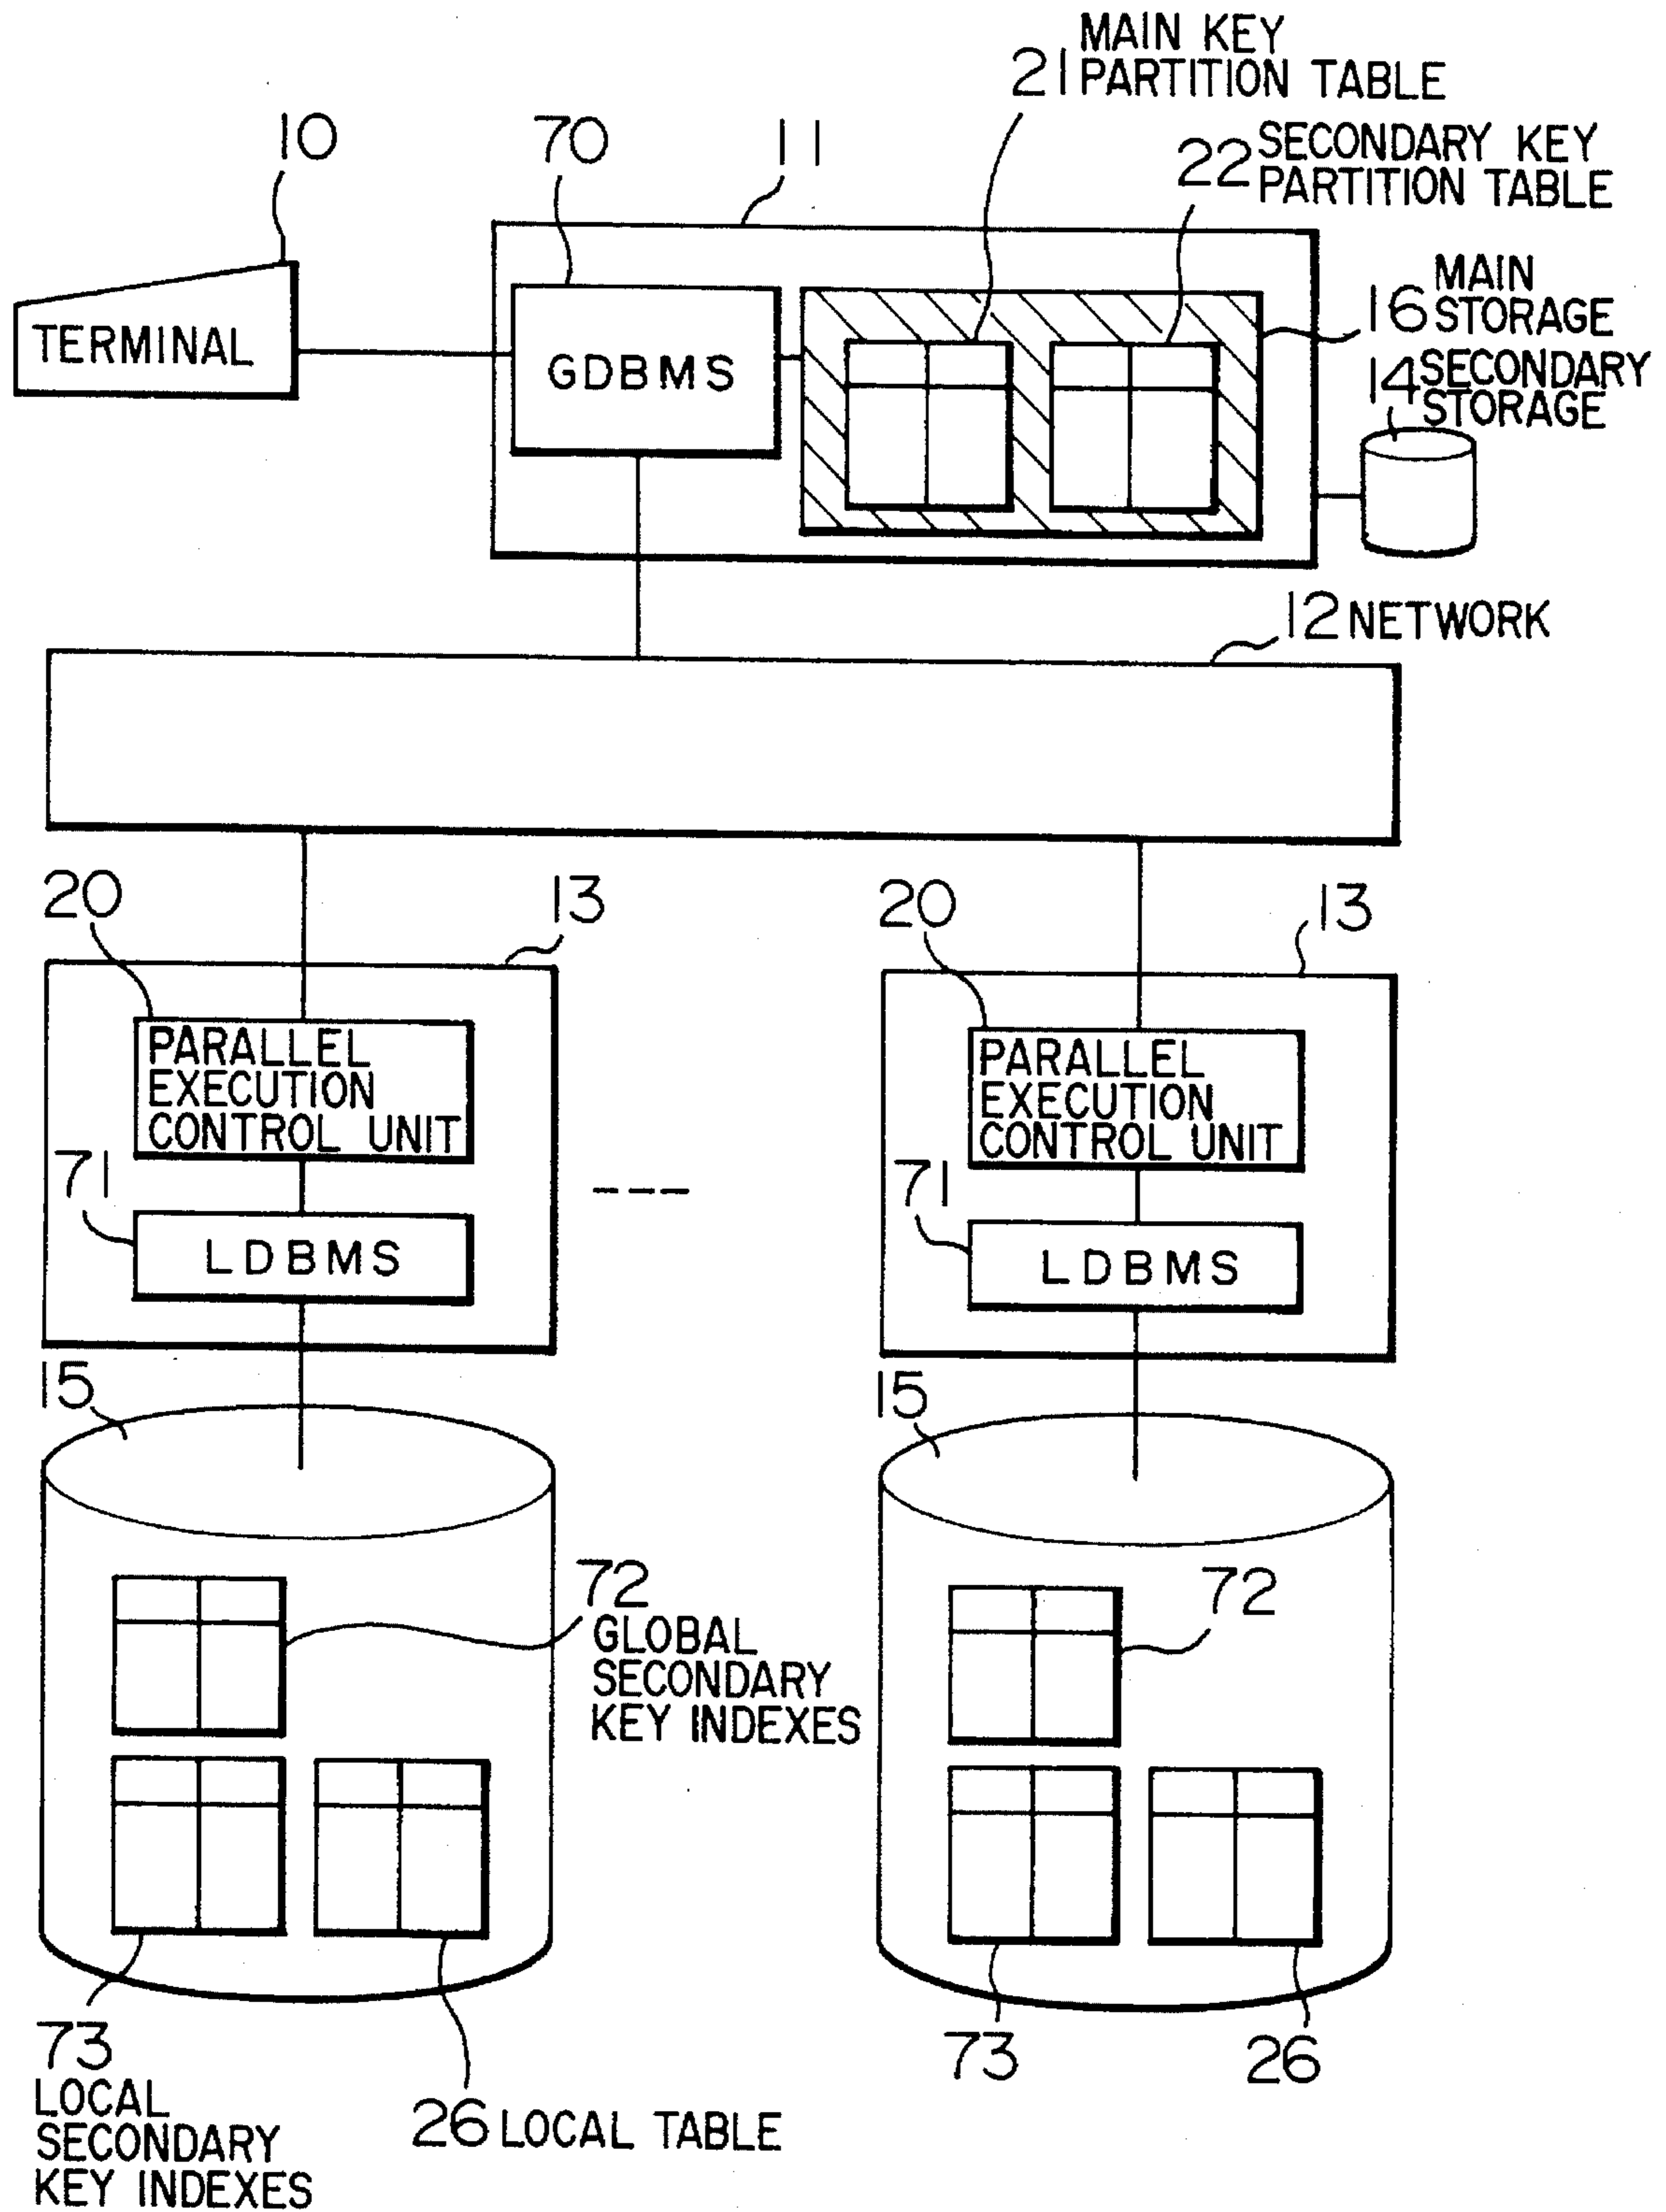 MAIN KEY
21 PARTITION TABLE
10
70
11
22 SECONDARY KEY
PARTITION TABLE
16 MAIN
STORAGE
TERMINAL
GDBMS
14 SECONDARY
STORAGE
12 NETWORK
20
13
20
13
PARALLEL
EXECUTION
CONTROL UNIT
PARALLEL
EXECUTION
CONTROL UNIT
71
---
71
LDBMS
LDBMS
15
15
72
GLOBAL
SECONDARY
KEY INDEXES
72
73
LOCAL
SECONDARY
KEY INDEXES
26 LOCAL TABLE
73
26